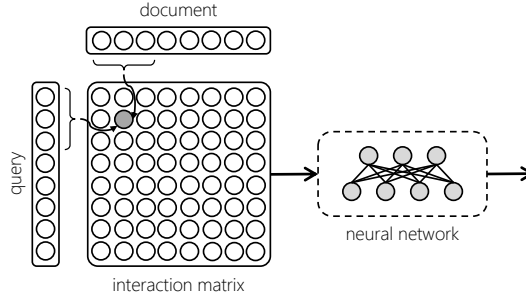 document
query
neural network
interaction matrix